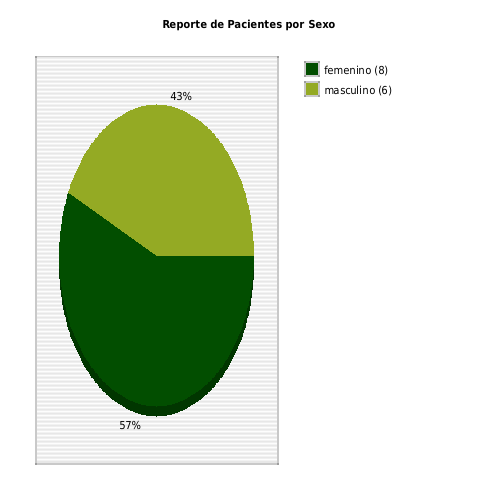 Reporte de Pacientes por Sexo
femenino (8)
masculino (6)
43%
57%